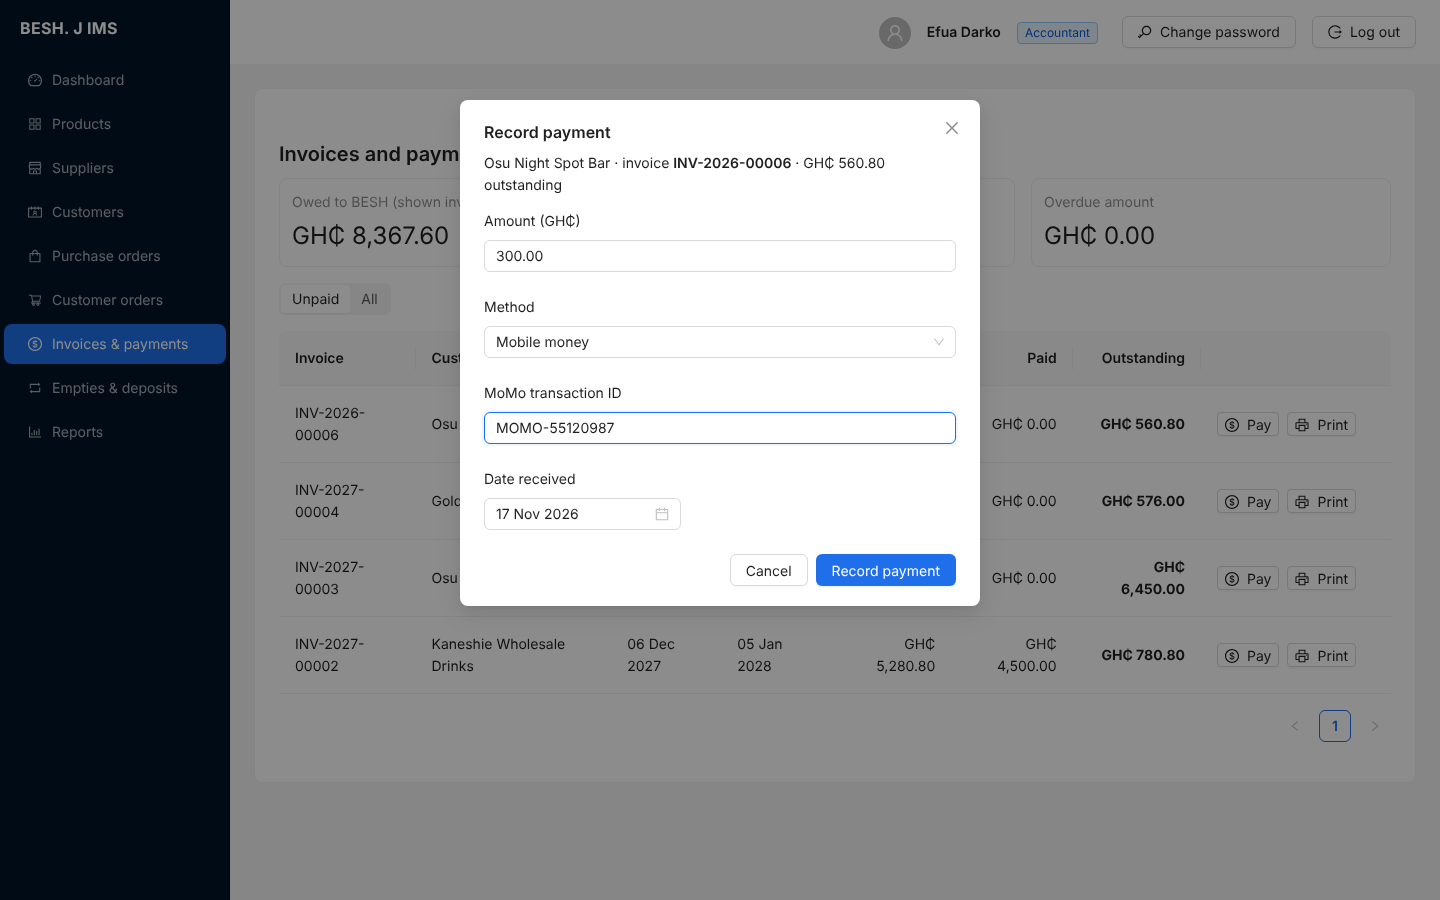 BESH. J IMS
Dashboard
Products
Suppliers
Customers
Purchase orders
Customer orders
Invoices & payments
Empties & deposits
Reports
Efua Darko
Accountant
Change password
Log out
Invoices and paym
Owed to BESH (shown inv
GH₵ 8,367.60
Overdue amount
GH₵ 0.00
Unpaid
All
Invoice
Cust
Paid
Outstanding
INV-2026-
00006
Osu
GH₵ 0.00
GH₵ 560.80
Pay
Print
INV-2027-
00004
Gold
GH₵ 0.00
GH₵ 576.00
Pay
Print
INV-2027-
00003
Osu
GH₵ 0.00
GH₵
6,450.00
Pay
Print
INV-2027-
00002
Kaneshie Wholesale
Drinks
06 Dec
2027
05 Jan
2028
GH₵
5,280.80
GH₵
4,500.00
GH₵ 780.80
Pay
Print
1
Record payment
Osu Night Spot Bar · invoice INV-2026-00006 · GH₵ 560.80
outstanding
Amount (GH₵)
300.00
Method
Mobile money
MoMo transaction ID
MOMO-55120987
Date received
17 Nov 2026
Cancel
Record payment